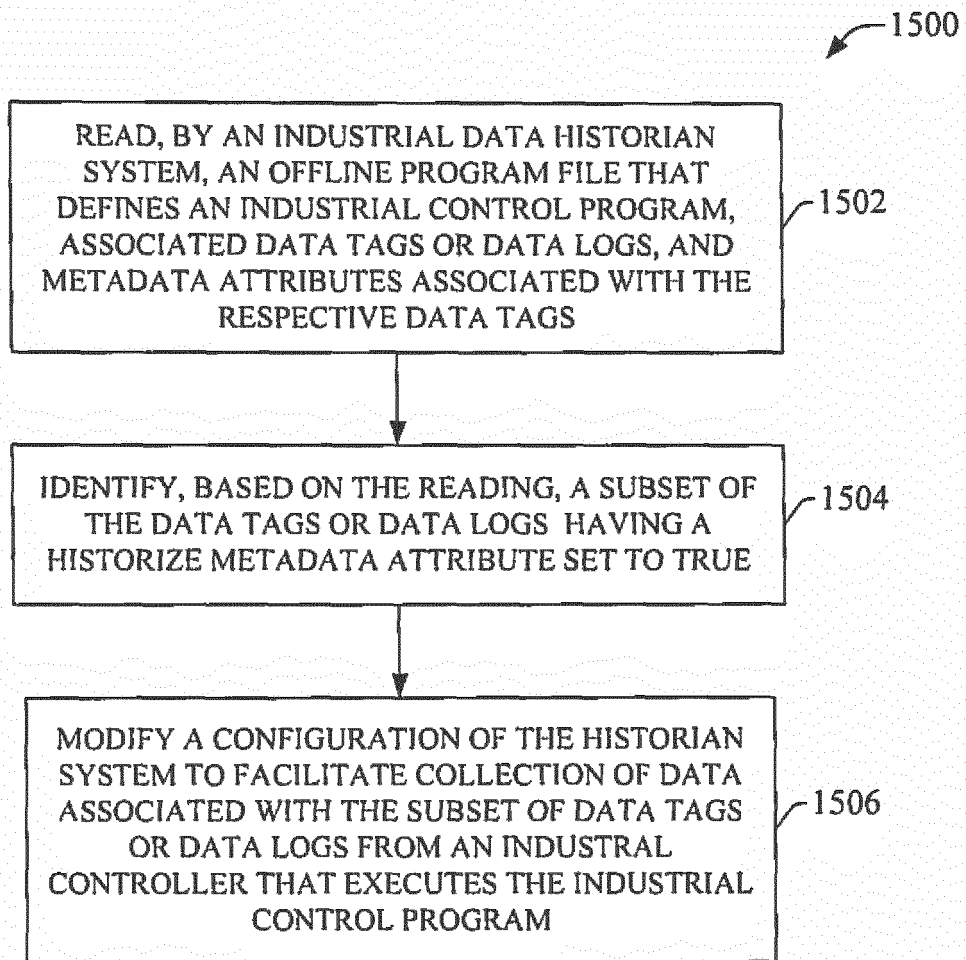 1500
READ, BY AN INDUSTRIAL DATA HISTORIAN
SYSTEM, AN OFFLINE PROGRAM FILE THAT
DEFINES AN INDUSTRIAL CONTROL PROGRAM,
ASSOCIATED DATA TAGS OR DATA LOGS, AND
METADATA ATTRIBUTES ASSOCIATED WITH THE
RESPECTIVE DATA TAGS
1502
IDENTIFY, BASED ON THE READING, A SUBSET OF
THE DATA TAGS OR DATA LOGS HAVING A
HISTORIZE METADATA ATTRIBUTE SET TO TRUE
1504
MODIFY A CONFIGURATION OF THE HISTORIAN
SYSTEM TO FACILITATE COLLECTION OF DATA
ASSOCIATED WITH THE SUBSET OF DATA TAGS
OR DATA LOGS FROM AN INDUSTRAL
CONTROLLER THAT EXECUTES THE INDUSTRIAL
CONTROL PROGRAM
1506